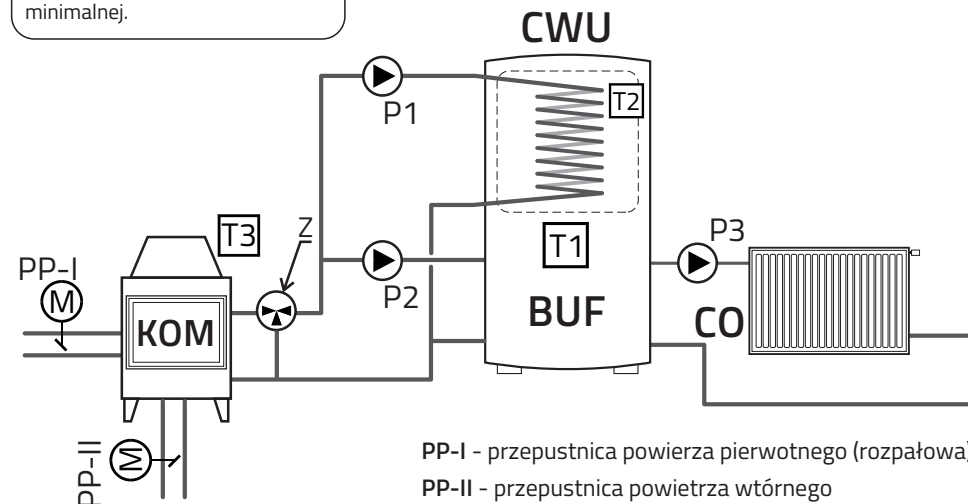 minimalnej.
CWU
P1
T2
T3
Z
T1
P3
PP-I
M
P2
KOM
BUF
CO
PP-II
M
PP-I - przepustnica powierza pierwotnego (rozpałowa)
PP-II - przepustnica powietrza wtórnego